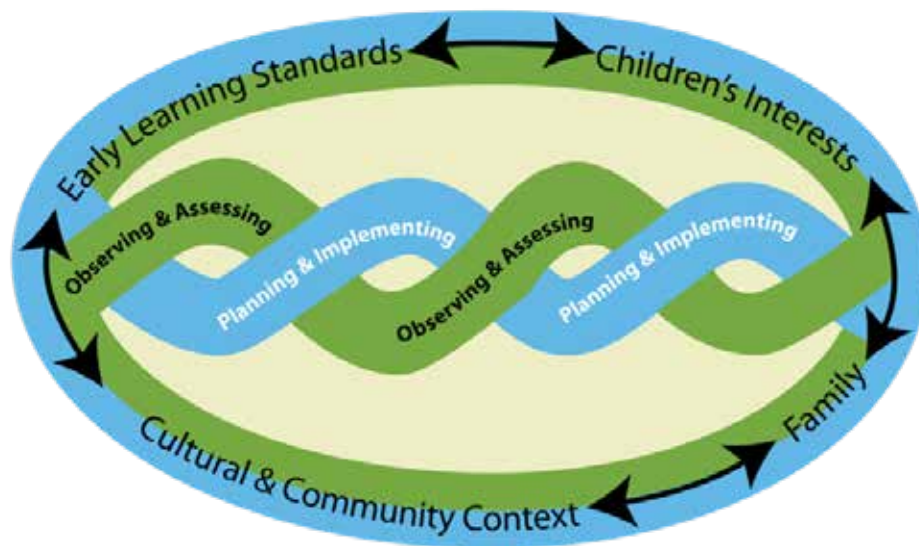 Early Learning Standards
Children's Interests
Observing & Assessing
Planning & Implementing
Observing & Assessing
Planning & Implementing
Family
Cultural & Community Context